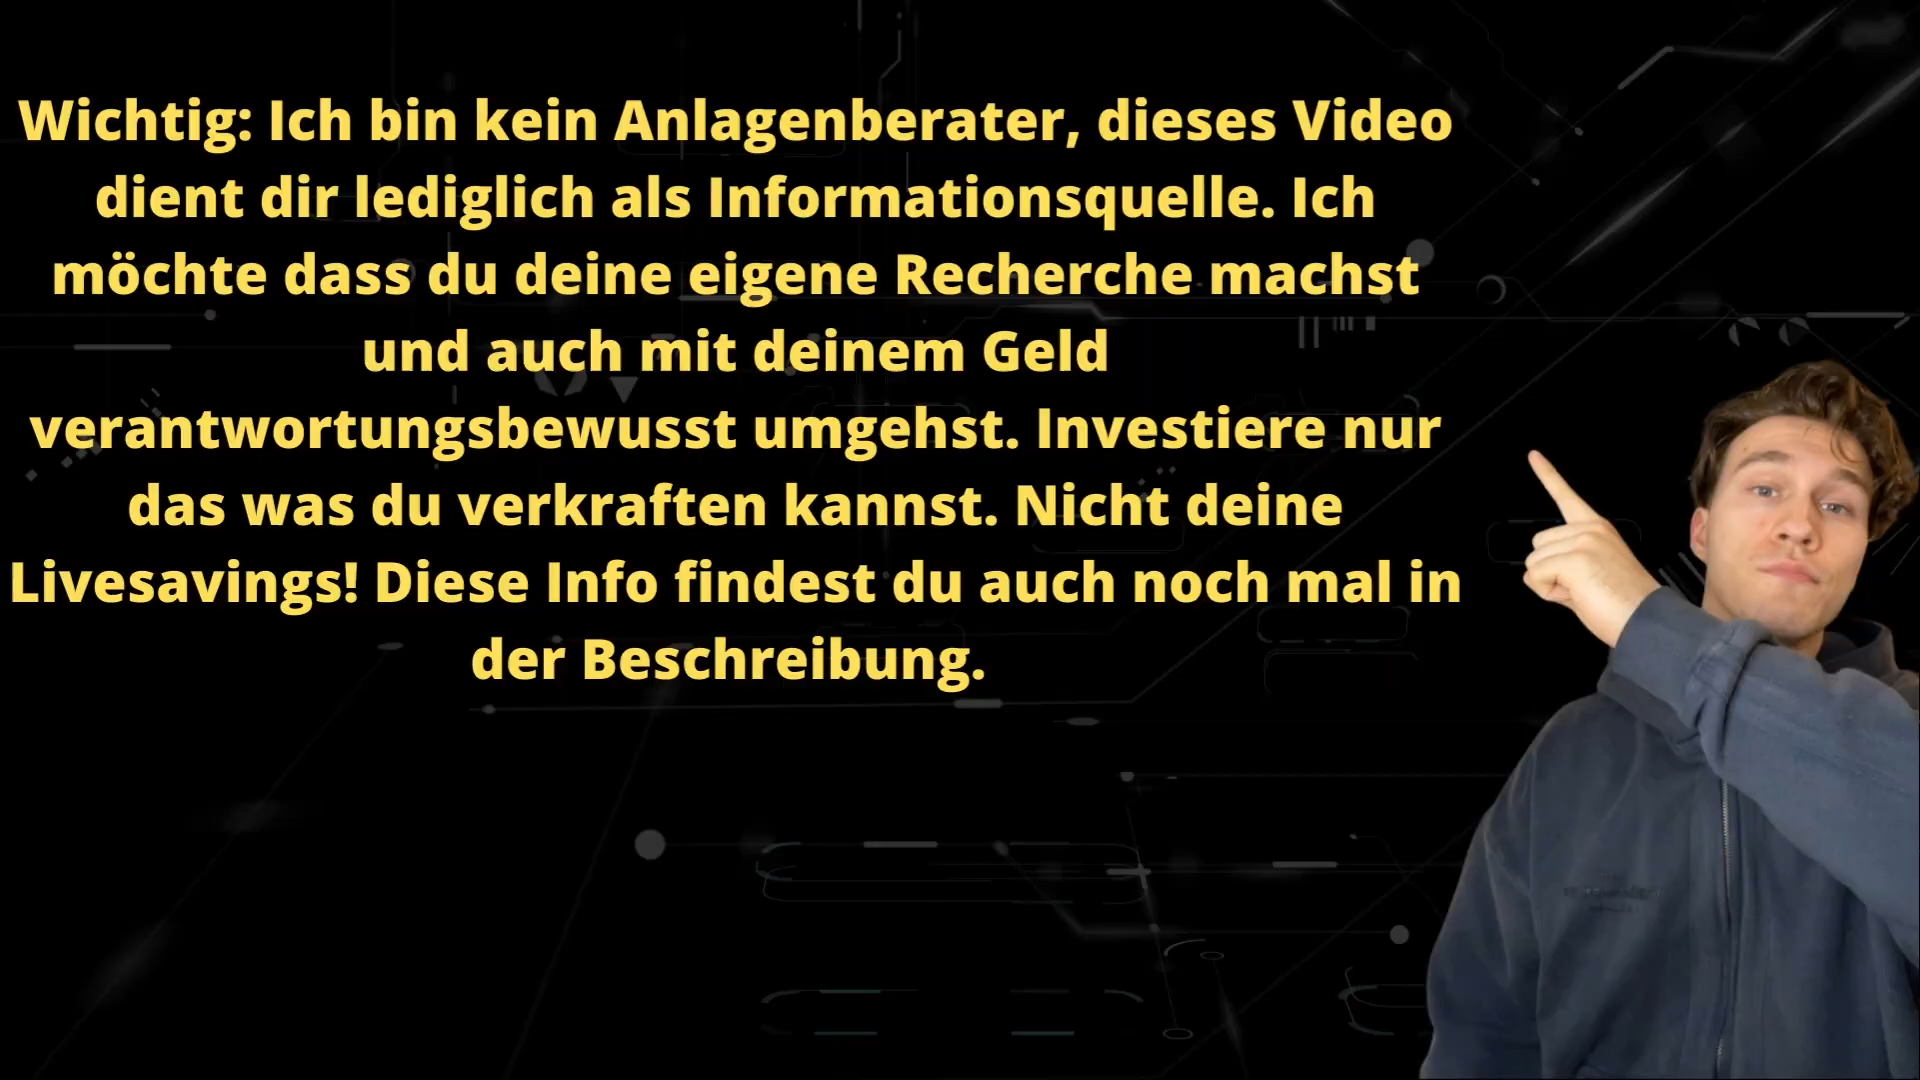 Wichtig: Ich bin kein Anlagenberater, dieses Video
dient dir lediglich als Informationsquelle. Ich
möchte dass du deine eigene Recherche machst
und auch mit deinem Geld
verantwortungsbewusst umgehst. Investiere nur
das was du verkraften kannst. Nicht deine
Livesavings! Diese Info findest du auch noch mal in
der Beschreibung.